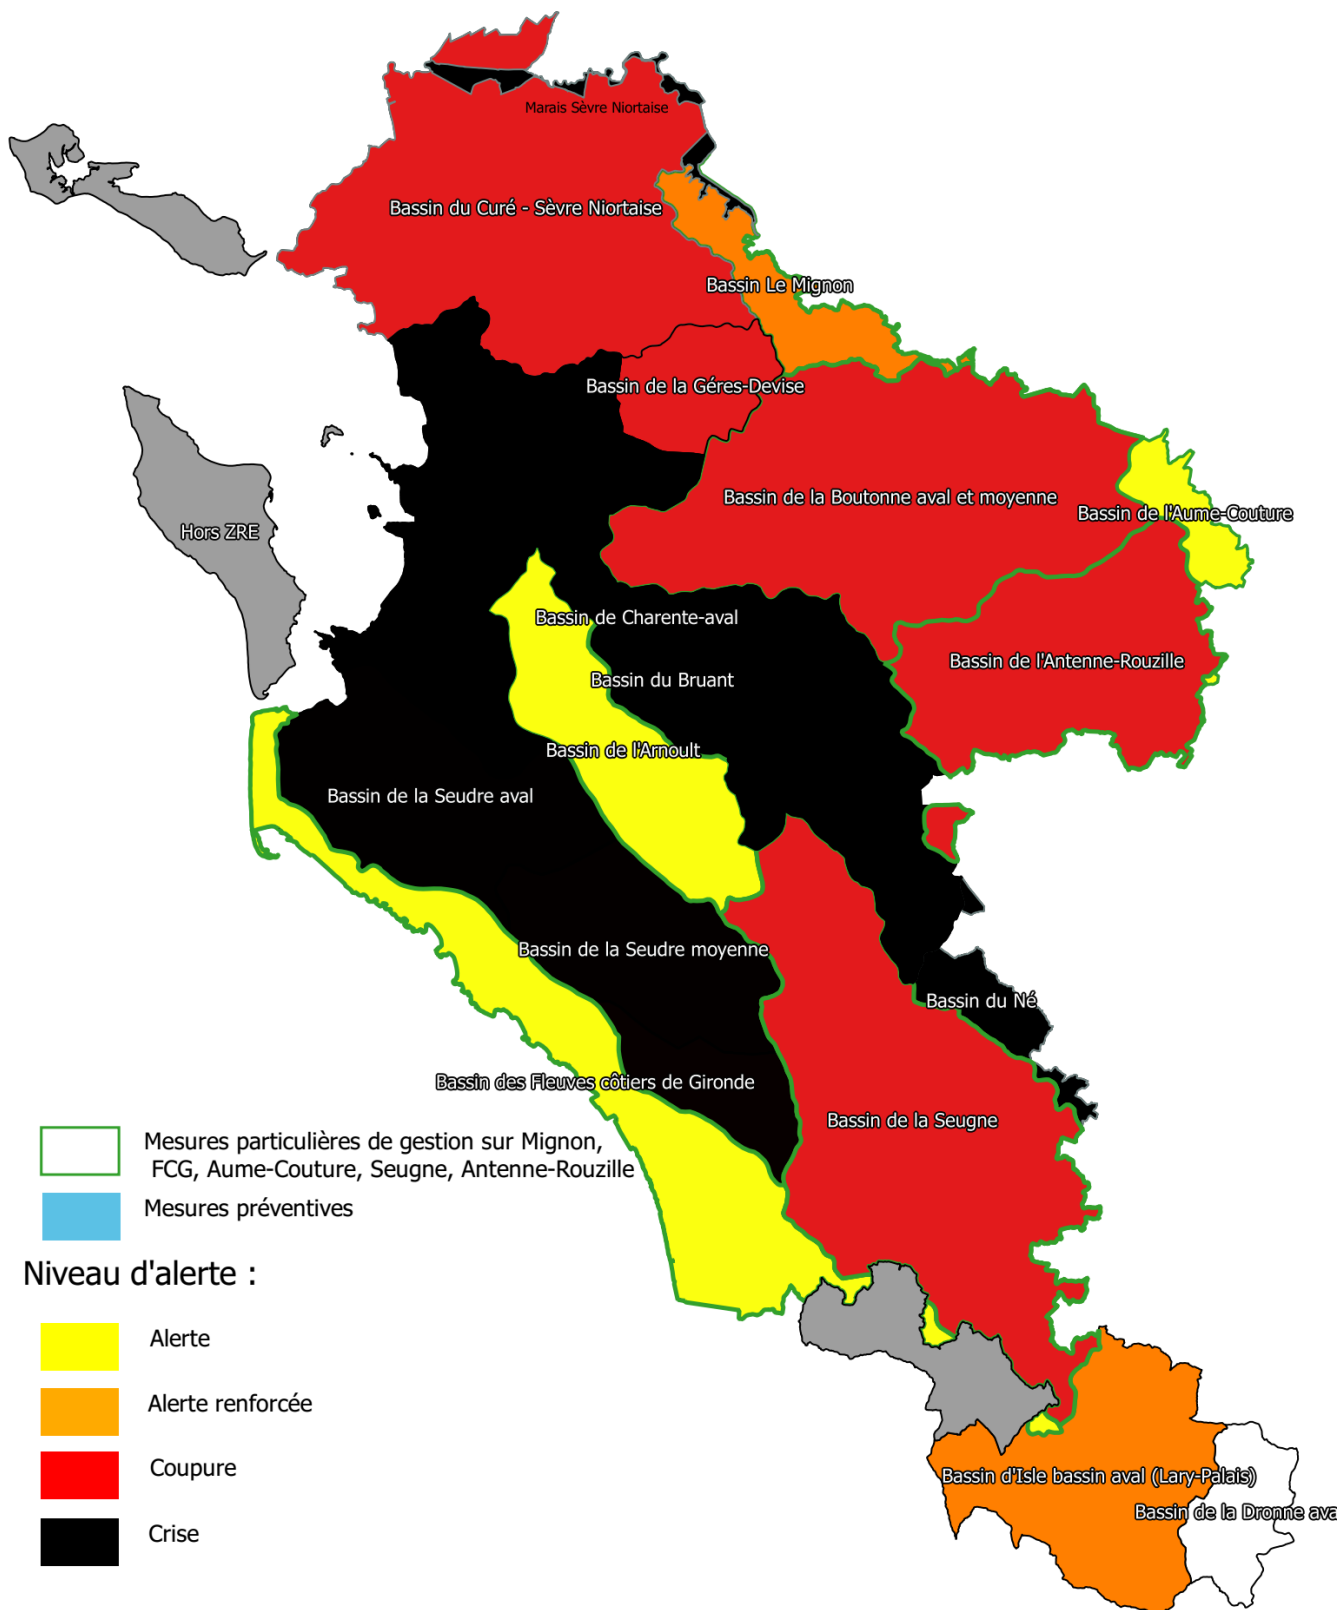 Marais Sèvre Niortaise
Bassin du Curé - Sèvre Niortaise
Bassin Le Mignon
Bassin de la Géres-Devise
Bassin de la Boutonne aval et moyenne
Bassin de l'Aume-Couture
Hors ZRE
Bassin de Charente-aval
Bassin de l'Antenne-Rouzille
Bassin du Bruant
Bassin de l'Arnoult
Bassin de la Seudre aval
Bassin de la Seudre moyenne
Bassin du Né
Bassin des Fleuves côtiers de Gironde
Bassin de la Seugne
Mesures particulières de gestion sur Mignon,
FCG, Aume-Couture, Seugne, Antenne-Rouzille
Mesures préventives
Niveau d'alerte :
Alerte
Alerte renforcée
Coupure
Crise
Bassin d'Isle bassin aval (Lary-Palais)
Bassin de la Dronne ava